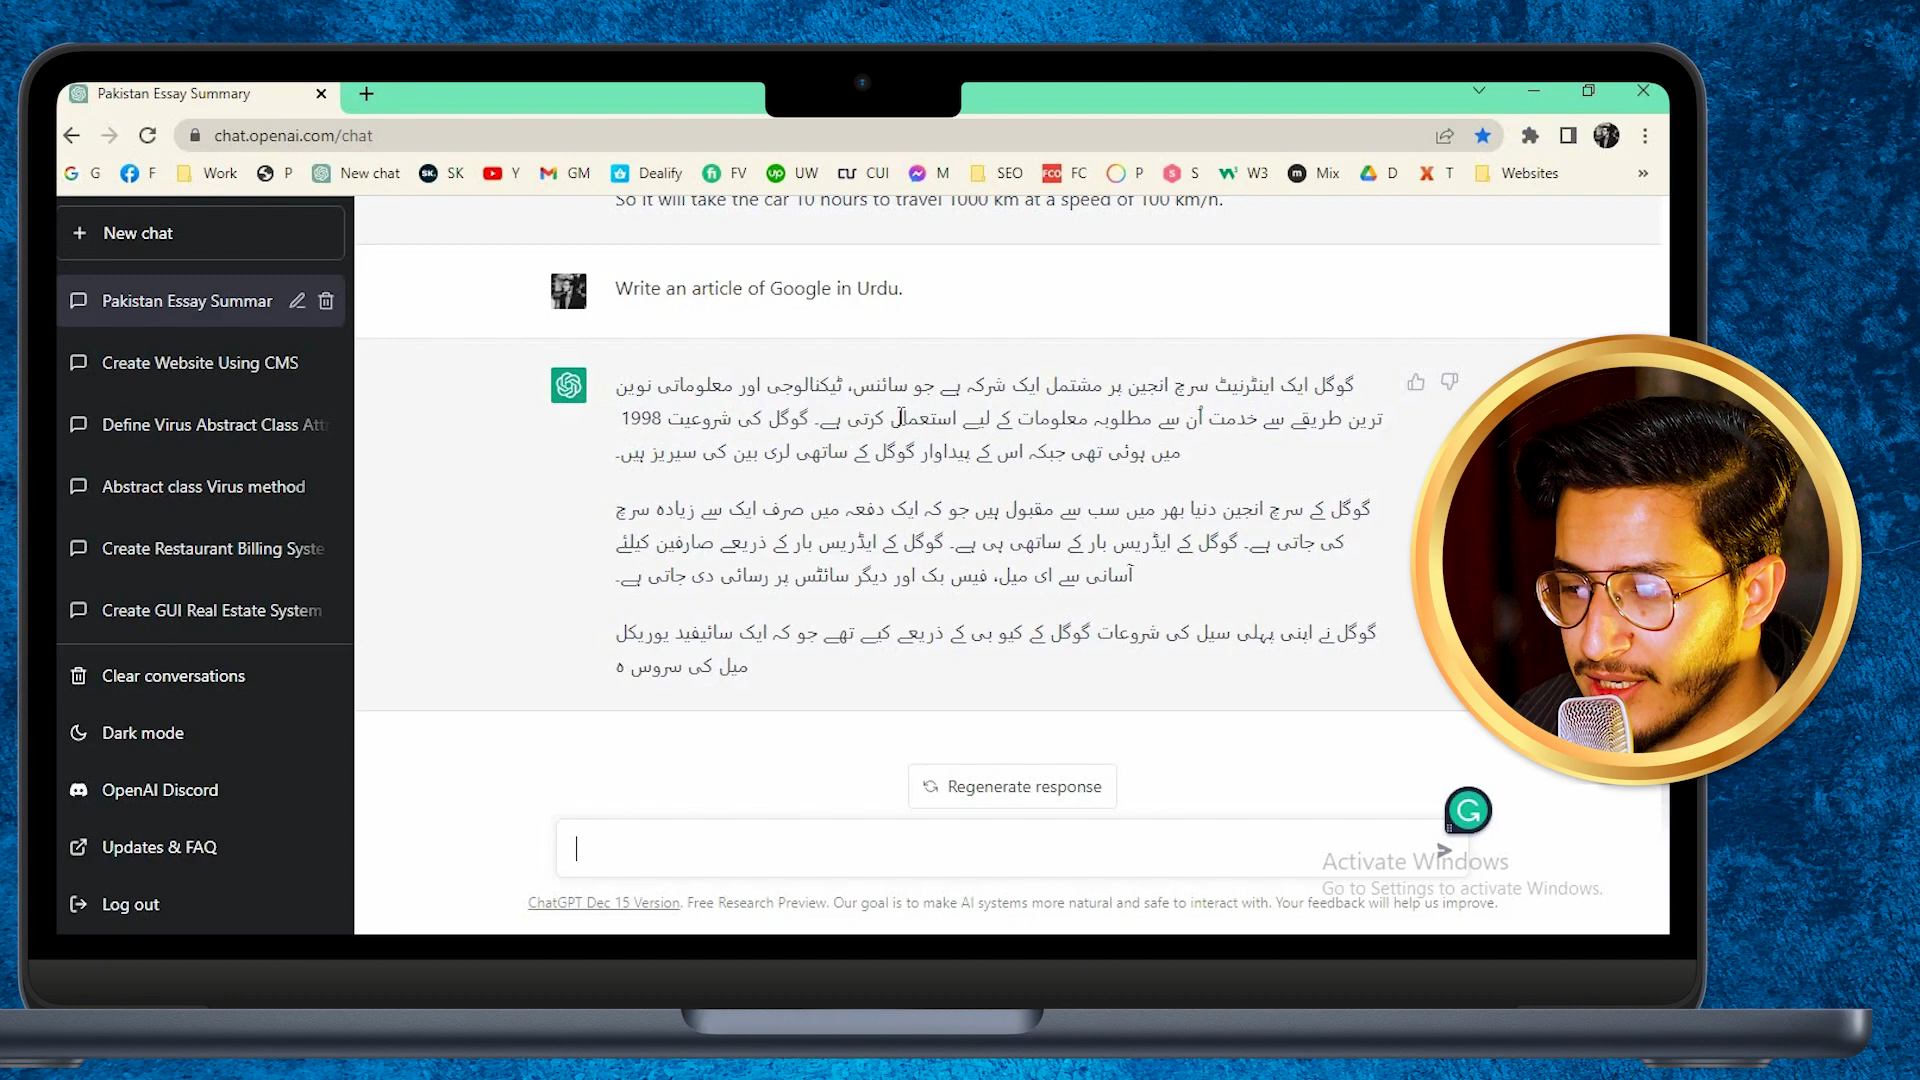 Pakistan Essay Summary
chat.openai.com/chat
G F Work P New chat SK Y GM Dealify FV UW CUI M SEO FC P S W3 Mix D T Websites
So it will take the car 10 hours to travel 1000 km at a speed of 100 km/h.
New chat
Pakistan Essay Summar
Create Website Using CMS
Define Virus Abstract Class Att
Abstract class Virus method
Create Restaurant Billing Syste
Create GUI Real Estate System
Clear conversations
Dark mode
OpenAI Discord
Updates & FAQ
Log out
Write an article of Google in Urdu.
گوگل ایک اینٹرنیٹ سرچ انجین پر مشتمل ایک شرکہ ہے جو سائنس، ٹیکنالوجی اور معلوماتی نوین
ترین طریقے سے خدمت اُن سے مطلوبہ معلومات کے لیے استعمال کرتی ہے۔ گوگل کی شروعیت 1998
میں ہوئی تھی جبکہ اس کے پیداوار گوگل کے ساتھی لری بین کی سیریز ہیں۔
گوگل کے سرچ انجین دنیا بھر میں سب سے مقبول ہیں جو کہ ایک دفعہ میں صرف ایک سے زیادہ سرچ
کی جاتی ہے۔ گوگل کے ایڈریس بار کے ساتھی ہی ہے۔ گوگل کے ایڈریس بار کے ذریعے صارفین کیلئے
آسانی سے ای میل، فیس بک اور دیگر سائٹس پر رسائی دی جاتی ہے۔
گوگل نے اپنی پہلی سیل کی شروعات گوگل کے کیو بی کے ذریعے کیے تھے جو کہ ایک سائیفید یوریکل
میل کی سروس ہ
Regenerate response
Activate Windows
Go to Settings to activate Windows.
ChatGPT Dec 15 Version. Free Research Preview. Our goal is to make AI systems more natural and safe to interact with. Your feedback will help us improve.